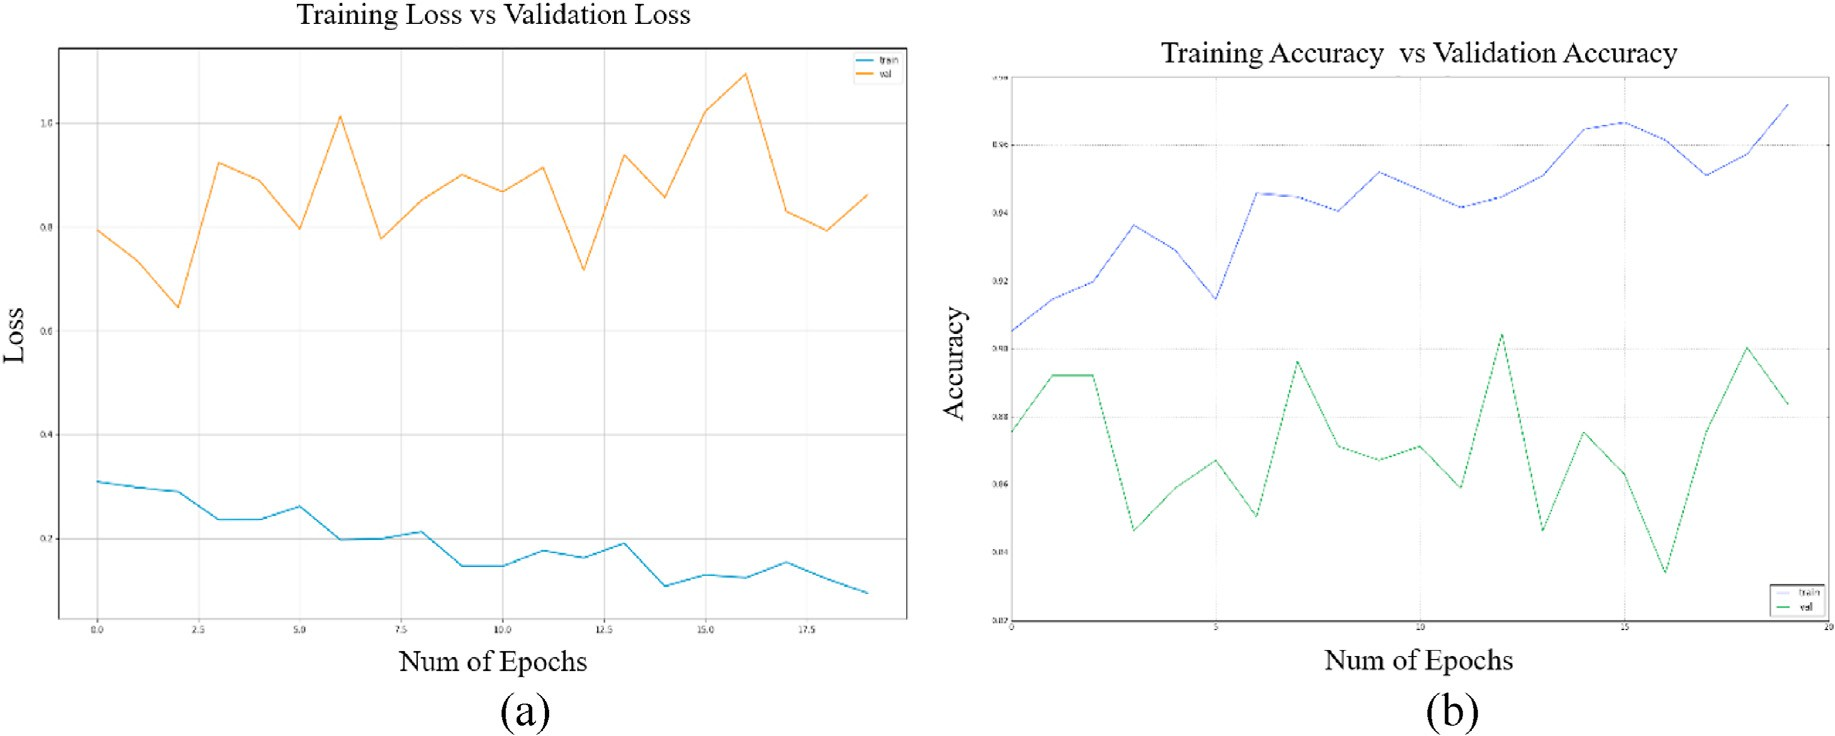 Training Loss vs Validation Loss
train
val
1.0
0.8
0.6
0.4
0.2
Loss
0.0 2.5 5.0 7.5 10.0 12.5 15.0 17.5
Num of Epochs
(a)
Training Accuracy vs Validation Accuracy
0.98
0.96
0.94
0.92
0.90
0.88
0.86
0.84
0.82
Accuracy
train
val
0 5 10 15 20
Num of Epochs
(b)